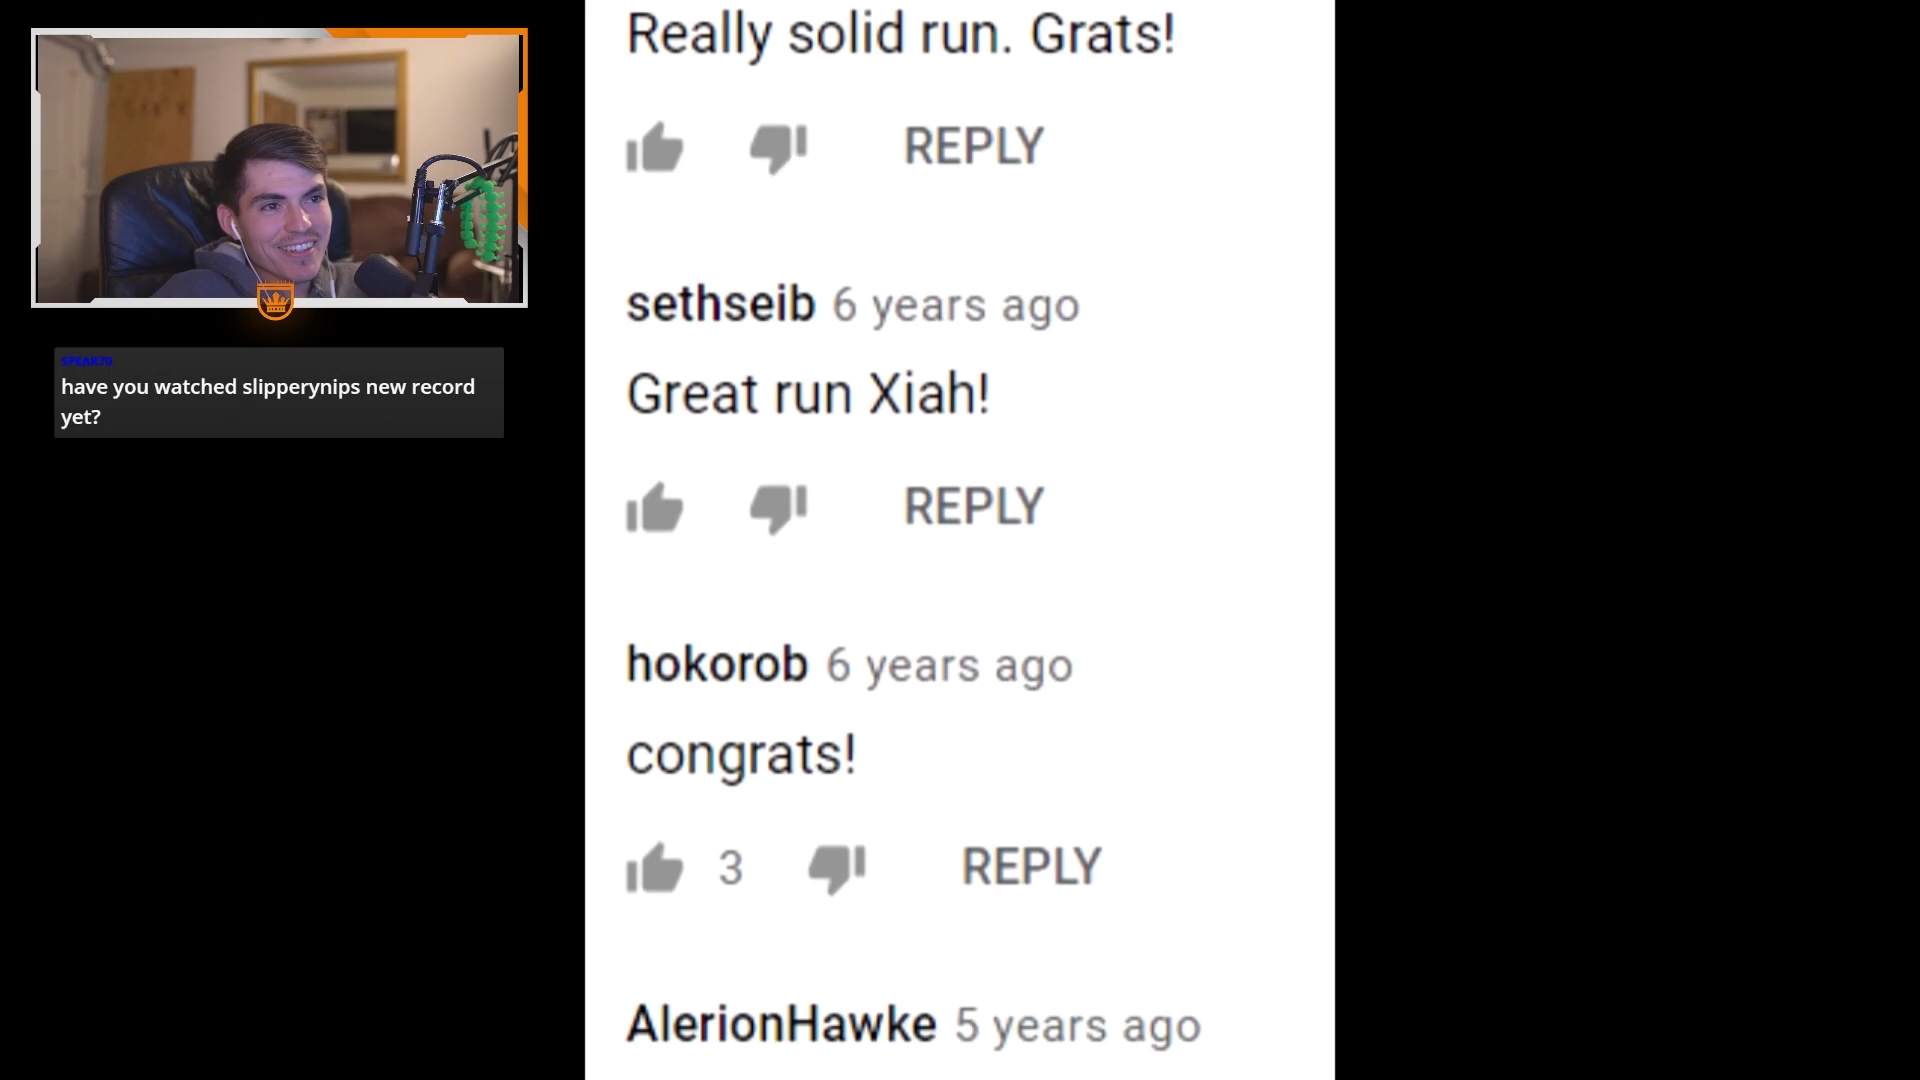 SPEAR70
have you watched slipperynips new record
yet?
Really solid run. Grats!
REPLY
sethseib 6 years ago
Great run Xiah!
REPLY
hokorob 6 years ago
congrats!
3 REPLY
AlerionHawke 5 years ago